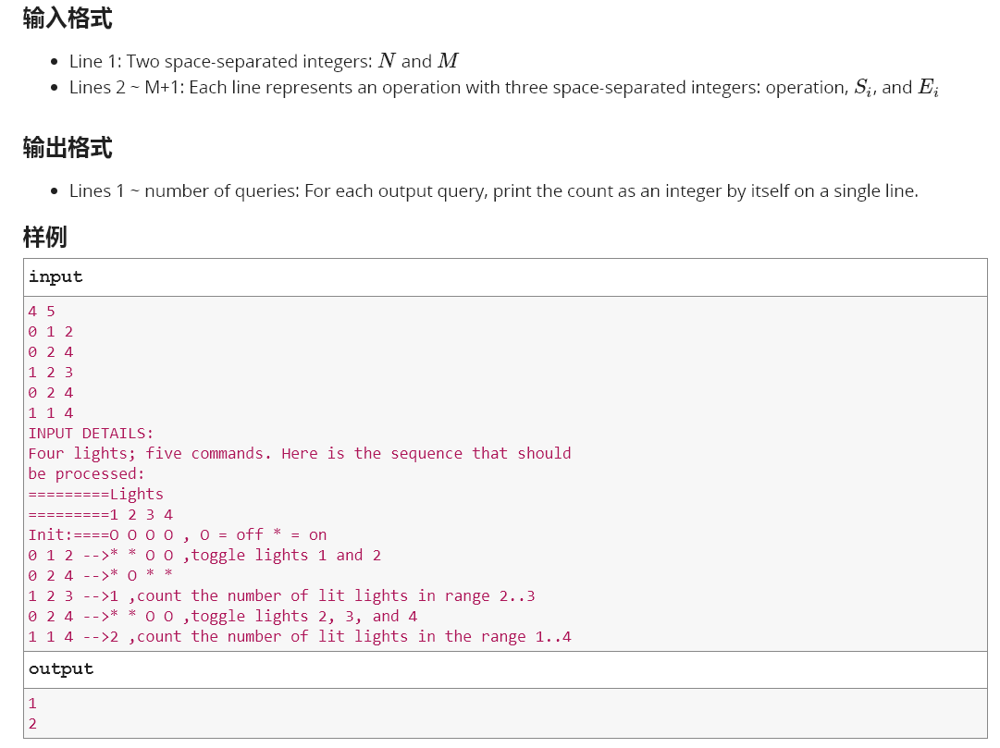 输入格式
• Line 1: Two space-separated integers: N and M
• Lines 2 ~ M+1: Each line represents an operation with three space-separated integers: operation, S_i, and E_i
输出格式
• Lines 1 ~ number of queries: For each output query, print the count as an integer by itself on a single line.
样例
input
4 5
0 1 2
0 2 4
1 2 3
0 2 4
1 1 4
INPUT DETAILS:
Four lights; five commands. Here is the sequence that should
be processed:
=========Lights
=========1 2 3 4
Init:====O O O O , O = off * = on
0 1 2 -->* * O O ,toggle lights 1 and 2
0 2 4 -->* O * *
1 2 3 -->1 ,count the number of lit lights in range 2..3
0 2 4 -->* * O O ,toggle lights 2, 3, and 4
1 1 4 -->2 ,count the number of lit lights in the range 1..4
output
1
2